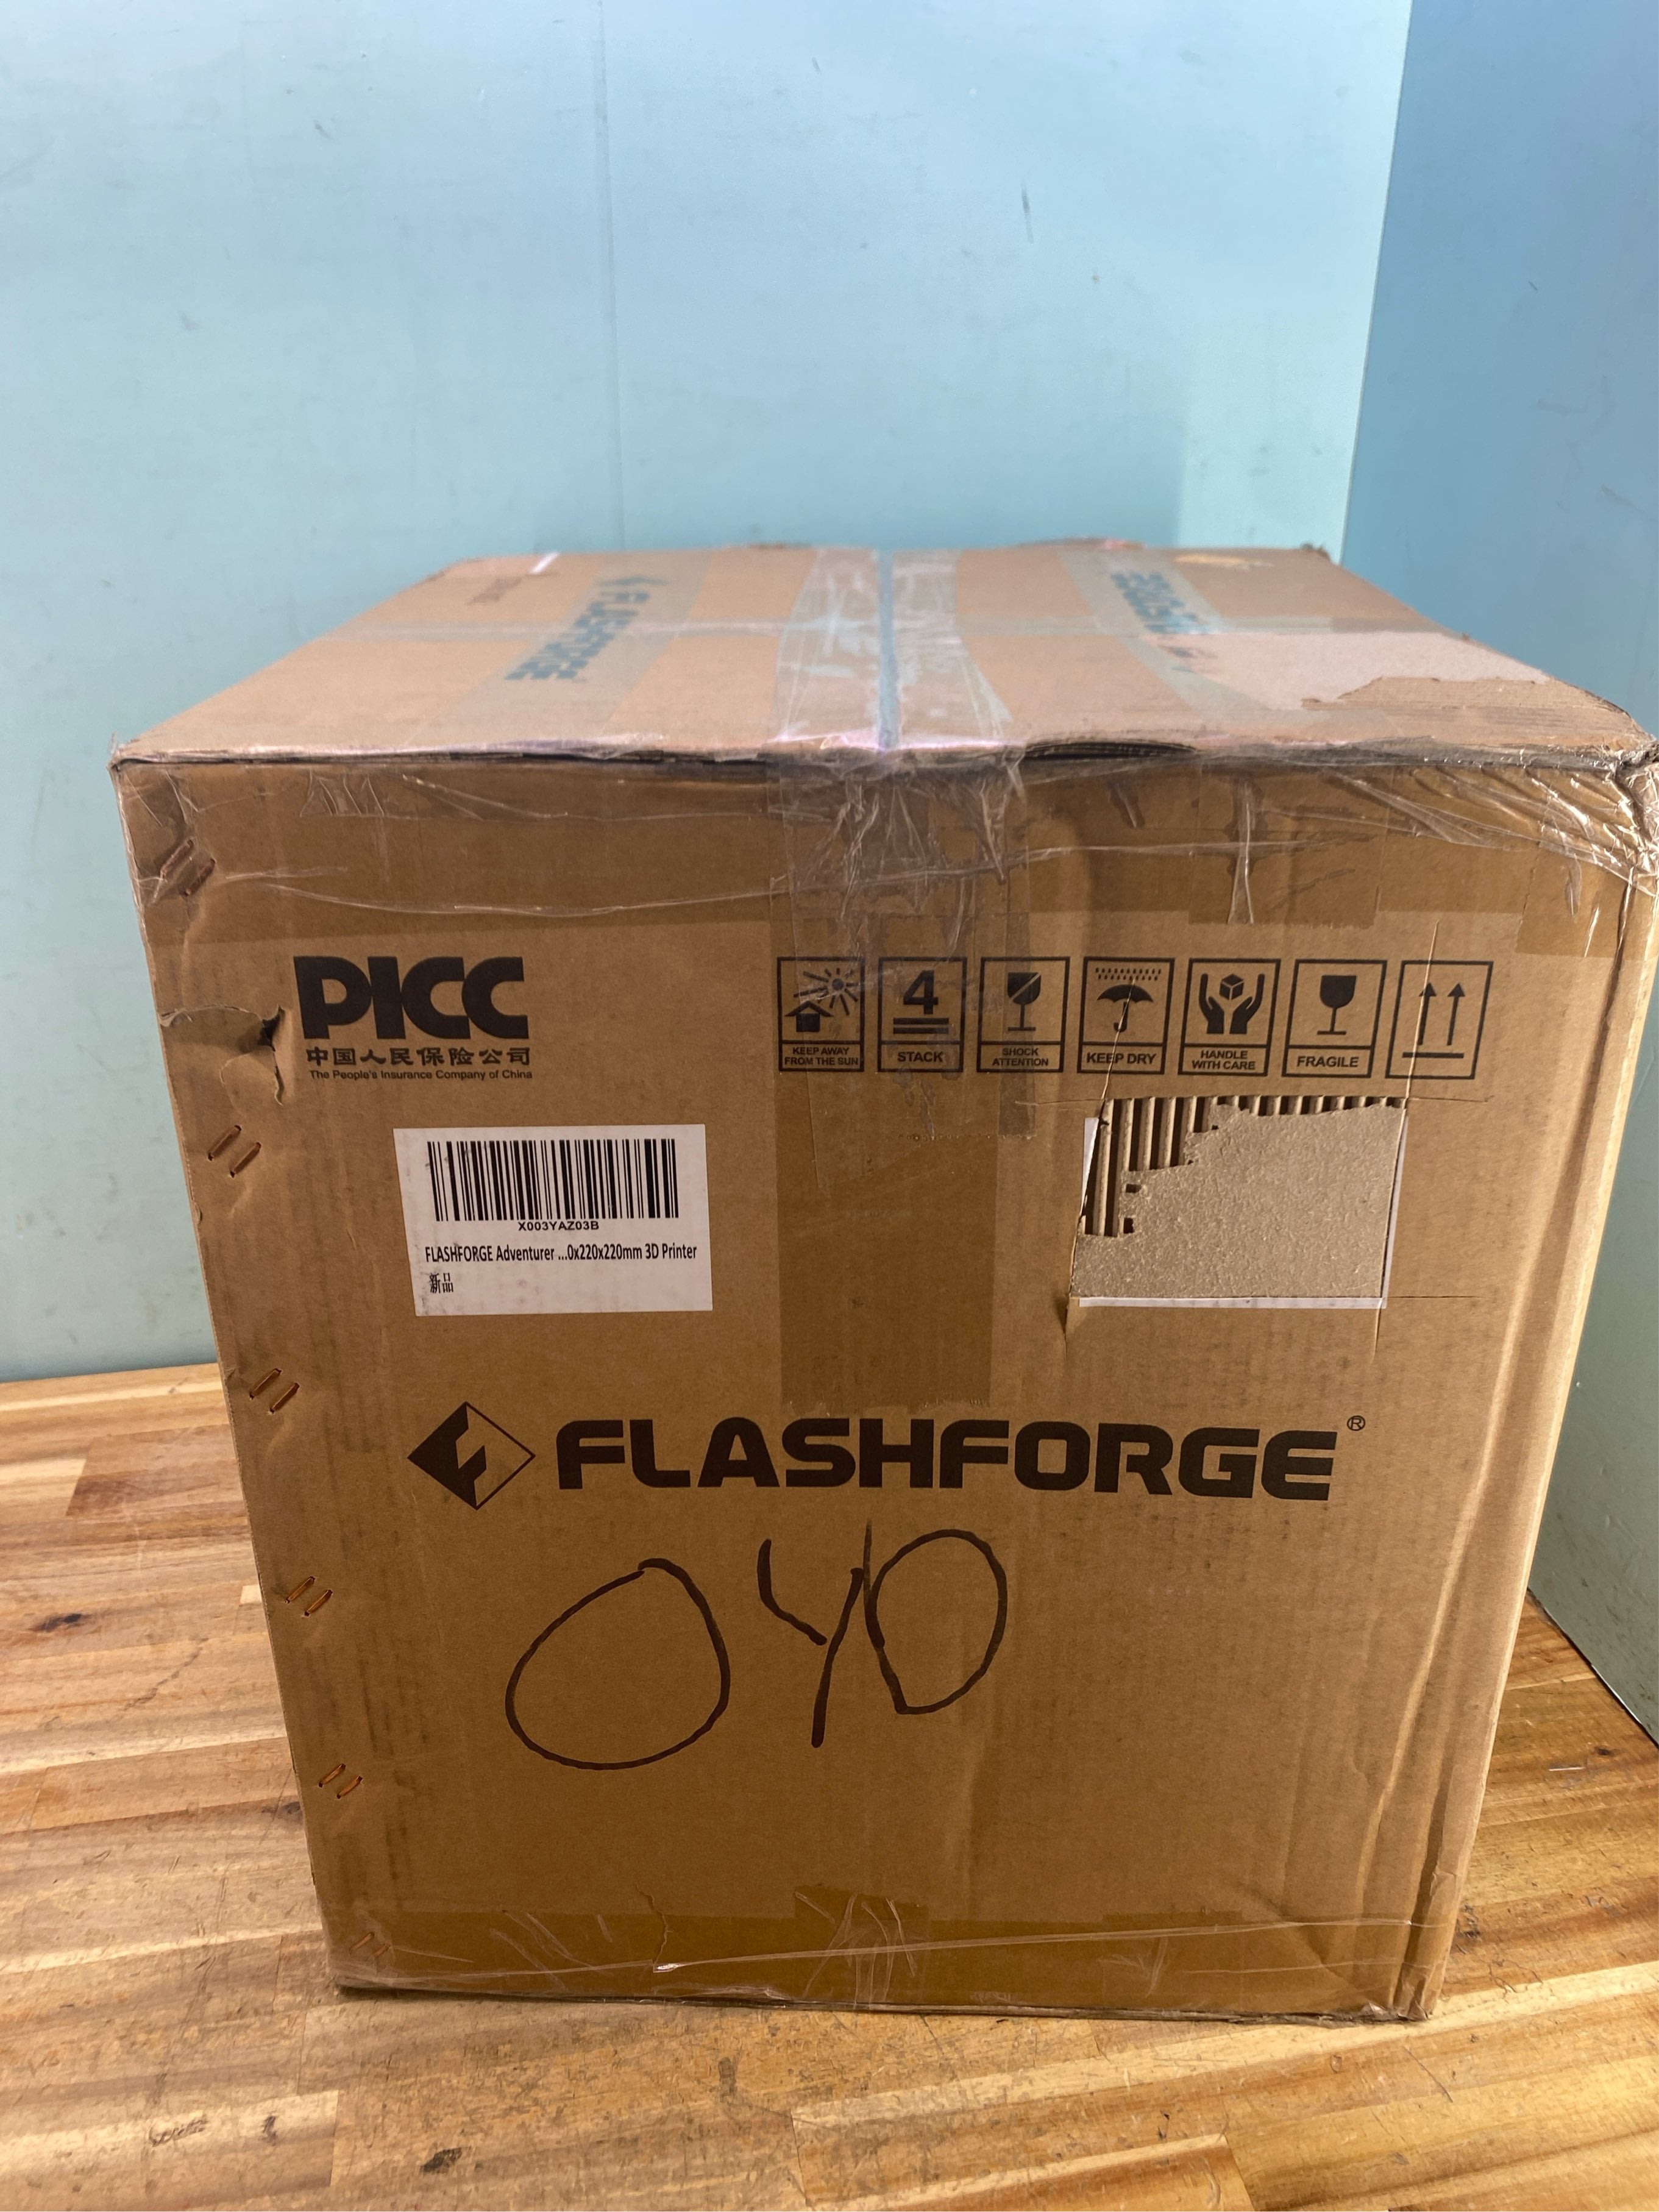 FLASHFORGE
PICC
中国人民保险公司
The People's Insurance Company of China
KEEP AWAY
FROM THE SUN
4
STACK
SHOCK
ATTENTION
KEEP DRY
HANDLE
WITH CARE
FRAGILE
X003YAZ03B
FLASHFORGE Adventurer ...0x220x220mm 3D Printer
新品
FLASHFORGE®